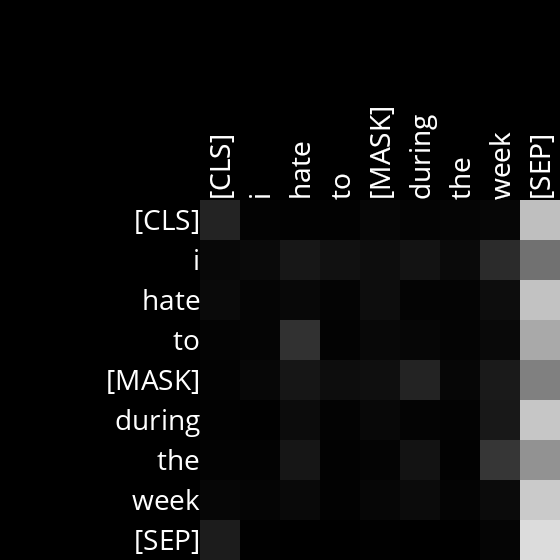 [CLS] i hate to [MASK] during the week [SEP]
[CLS]
i
hate
to
[MASK]
during
the
week
[SEP]